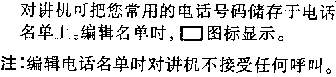 对讲机可把您常用的电话号码储存于电话
名单上。编辑名单时，图标显示。
注：编辑电话名单时对讲机不接受任何呼叫。